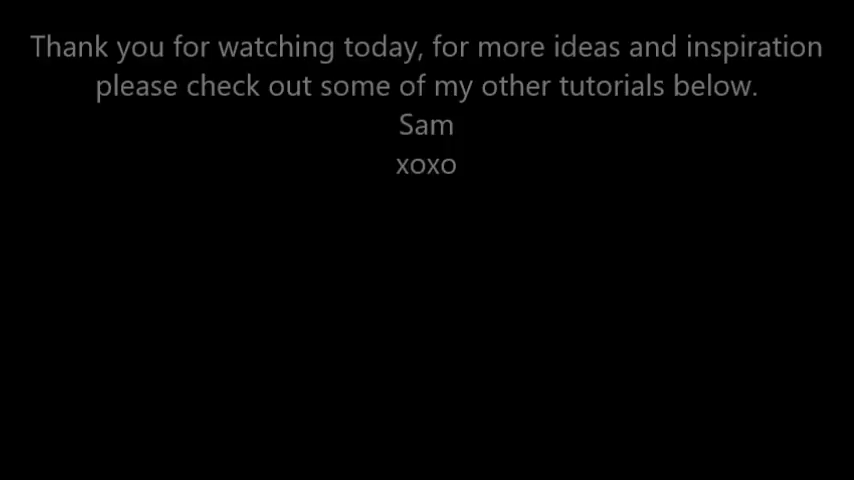 Thank you for watching today, for more ideas and inspiration
please check out some of my other tutorials below.
Sam
xoxo